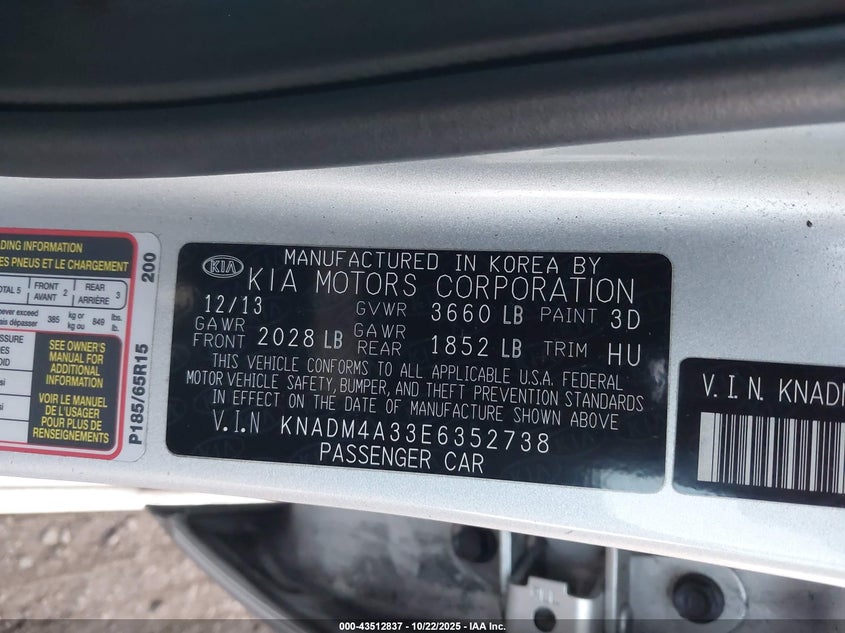 DING INFORMATION
ES PNEUS ET LE CHARGEMENT
TOTAL 5
FRONT
AVANT 2
REAR
ARRIÈRE 3
never exceed
mais dépasser
385
kg or
kg ou
849
lbs.
lb.
SEE OWNER'S
MANUAL FOR
ADDITIONAL
INFORMATION
VOIR LE MANUEL
DE L'USAGER
POUR PLUS DE
RENSEIGNEMENTS
200
P185/65R15
KIA
MANUFACTURED IN KOREA BY
KIA MOTORS CORPORATION
12/13 GVWR 3660 LB PAINT 3D
GAWR FRONT 2028 LB GAWR REAR 1852 LB TRIM HU
THIS VEHICLE CONFORMS TO ALL APPLICABLE U.S.A. FEDERAL
MOTOR VEHICLE SAFETY, BUMPER, AND THEFT PREVENTION STANDARDS
IN EFFECT ON THE DATE OF MANUFACTURE SHOWN ABOVE
V.I.N KNADM4A33E6352738
PASSENGER CAR
V.I.N. KNADM
000-43512837 - 10/22/2025 - IAA Inc.